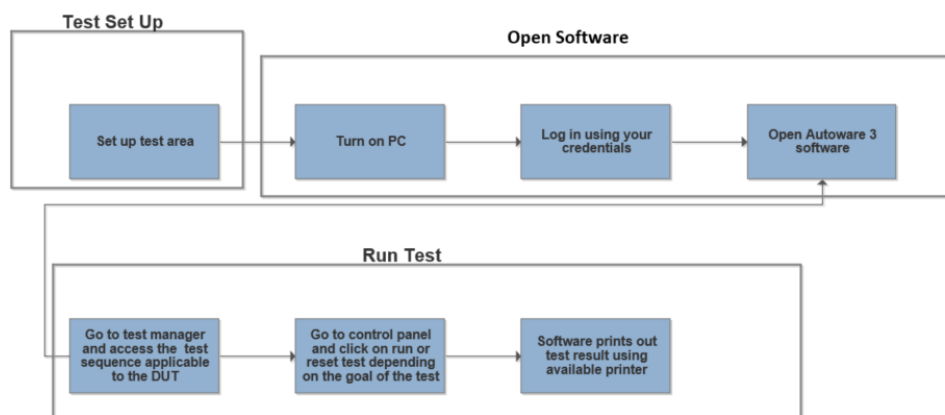 Test Set Up
Open Software
Set up test area
Turn on PC
Log in using your
credentials
Open Autoware 3
software
Run Test
Go to test manager
and access the test
sequence applicable
to the DUT
Go to control panel
and click on run or
reset test depending
on the goal of the test
Software prints out
test result using
available printer